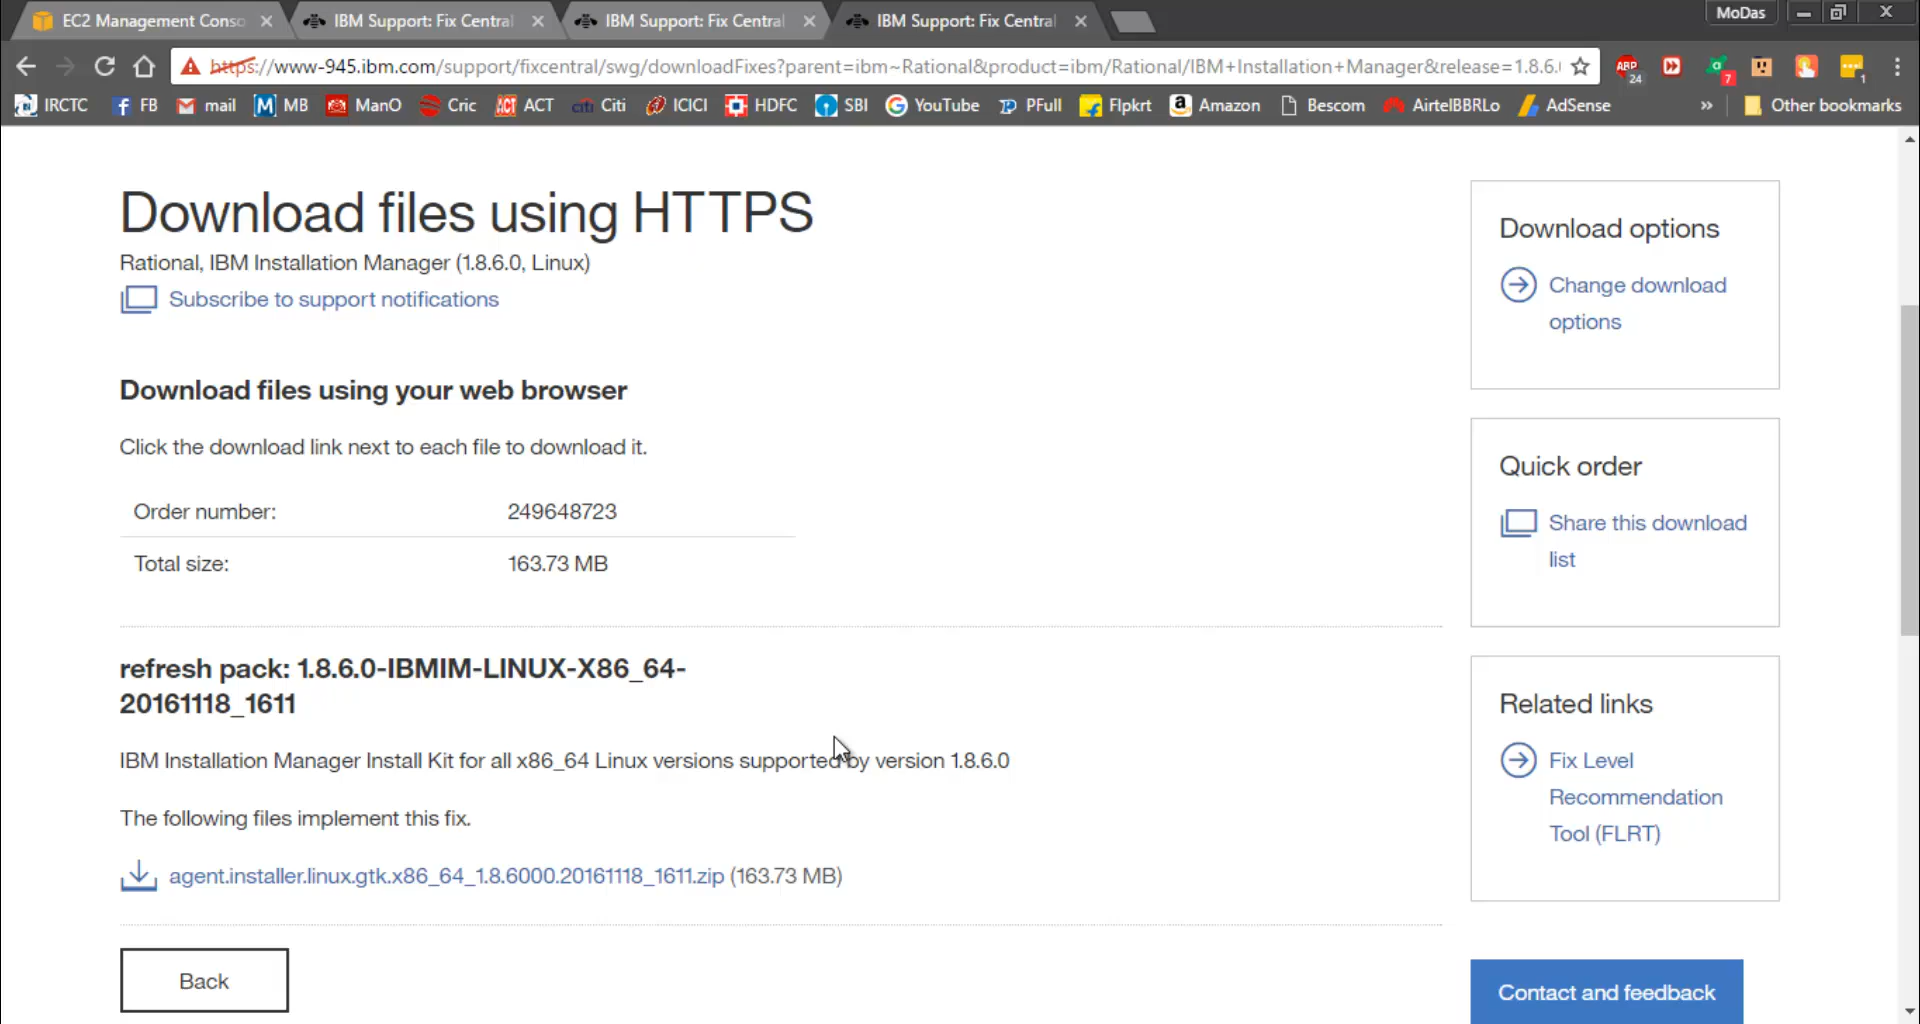 EC2 Management Conso
IBM Support: Fix Central
IBM Support: Fix Central
IBM Support: Fix Central
MoDas
https://www-945.ibm.com/support/fixcentral/swg/downloadFixes?parent=ibm~Rational&product=ibm/Rational/IBM+Installation+Manager&release=1.8.6.
ABP
24
7
1
IRCTC
FB
mail
MB
ManO
Cric
ACT
Citi
ICICI
HDFC
SBI
YouTube
PFull
Flpkrt
Amazon
Bescom
AirtelBBRLo
AdSense
»
Other bookmarks
Download files using HTTPS
Rational, IBM Installation Manager (1.8.6.0, Linux)
Subscribe to support notifications
Download files using your web browser
Click the download link next to each file to download it.
Order number: 249648723
Total size: 163.73 MB
refresh pack: 1.8.6.0-IBMIM-LINUX-X86_64-
20161118_1611
IBM Installation Manager Install Kit for all x86_64 Linux versions supported by version 1.8.6.0
The following files implement this fix.
agent.installer.linux.gtk.x86_64_1.8.6000.20161118_1611.zip (163.73 MB)
Back
Download options
Change download
options
Quick order
Share this download
list
Related links
Fix Level
Recommendation
Tool (FLRT)
Contact and feedback